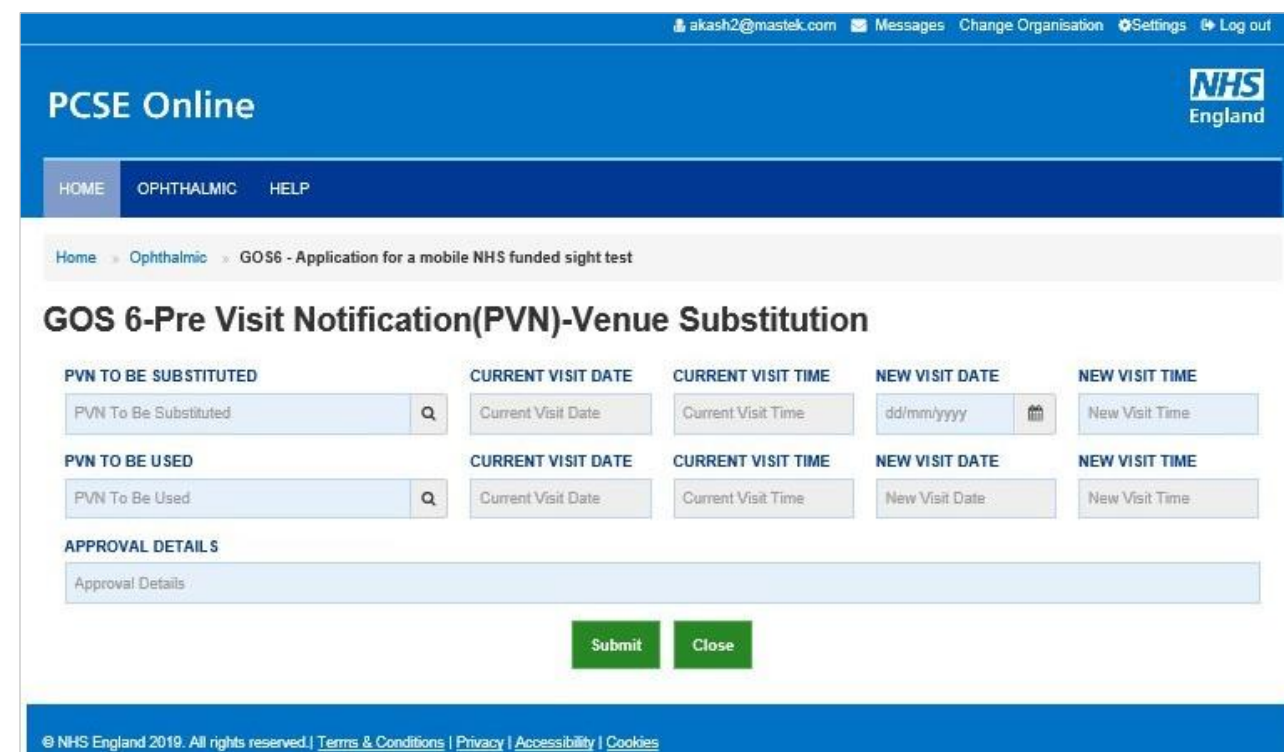 akash2@mastek.com Messages Change Organisation Settings Log out
PCSE Online
NHS
England
HOME OPHTHALMIC HELP
Home » Ophthalmic » GOS6 - Application for a mobile NHS funded sight test
GOS 6-Pre Visit Notification(PVN)-Venue Substitution
PVN TO BE SUBSTITUTED CURRENT VISIT DATE CURRENT VISIT TIME NEW VISIT DATE NEW VISIT TIME
PVN To Be Substituted Current Visit Date Current Visit Time dd/mm/yyyy New Visit Time
PVN TO BE USED CURRENT VISIT DATE CURRENT VISIT TIME NEW VISIT DATE NEW VISIT TIME
PVN To Be Used Current Visit Date Current Visit Time New Visit Date New Visit Time
APPROVAL DETAILS
Approval Details
Submit Close
© NHS England 2019. All rights reserved.| Terms & Conditions | Privacy | Accessibility | Cookies